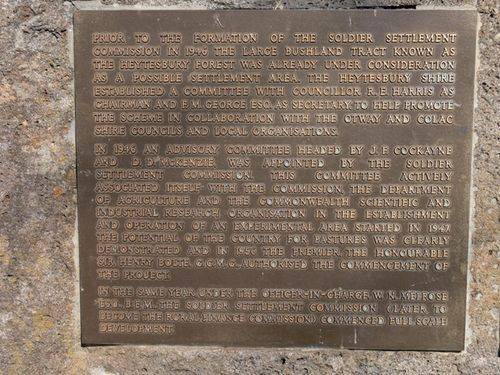 PRIOR TO THE FORMATION OF THE SOLDIER SETTLEMENT
COMMISSION IN 1946 THE LARGE BUSHLAND TRACT KNOWN AS
THE HEYTESBURY FOREST WAS ALREADY UNDER CONSIDERATION
AS A POSSIBLE SETTLEMENT AREA. THE HEYTESBURY SHIRE
ESTABLISHED A COMMITTEE WITH COUNCILLOR R. E. HARRIS AS
CHAIRMAN AND F. M. GEORGE ESQ., AS SECRETARY TO HELP PROMOTE
THE SCHEME IN COLLABORATION WITH THE OTWAY AND COLAC
SHIRE COUNCILS AND LOCAL ORGANISATIONS.
IN 1946 AN ADVISORY COMMITTEE HEADED BY J. F. COCKAYNE
AND D. D. MCKENZIE WAS APPOINTED BY THE SOLDIER
SETTLEMENT COMMISSION. THIS COMMITTEE ACTIVELY
ASSOCIATED ITSELF WITH THE COMMISSION, THE DEPARTMENT
OF AGRICULTURE AND THE COMMONWEALTH SCIENTIFIC AND
INDUSTRIAL RESEARCH ORGANISATION IN THE ESTABLISHMENT
AND OPERATION OF AN EXPERIMENTAL AREA STARTED IN 1947.
THE POTENTIAL OF THE COUNTRY FOR PASTURES WAS CLEARLY
DEMONSTRATED AND IN THE PREMIER, THE HONOURABLE
SIR HENRY BOLTE, G.C.M.G., AUTHORISED THE COMMENCEMENT OF
THE PROJECT.
IN THE SAME YEAR, UNDER THE OFFICER-IN-CHARGE, W. N. MELROSE
ESQ., B.E.M., THE SOLDIER SETTLEMENT COMMISSION (LATER TO
BECOME THE RURAL FINANCE COMMISSION) COMMENCED FULL SCALE
DEVELOPMENT.